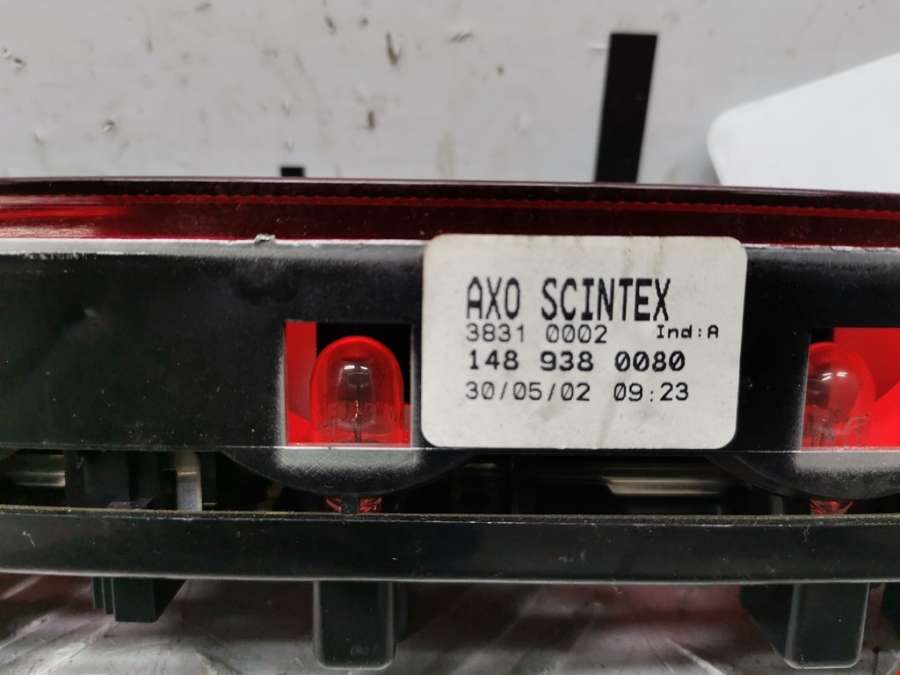 AXO SCINTEX
3831 0002 Ind:A
148 938 0080
30/05/02 09:23